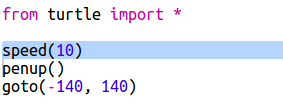 from turtle import *
speed(10)
penup()
goto(-140, 140)